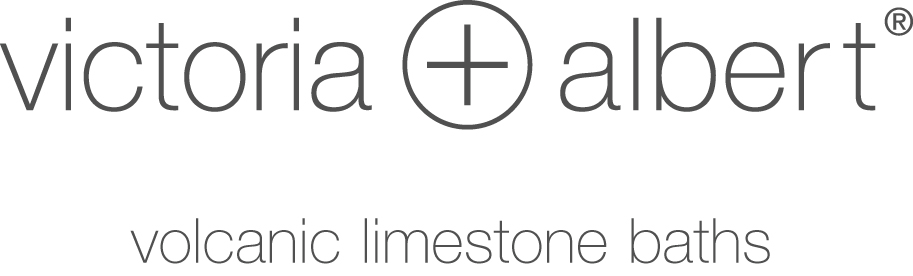 victoria + albert®
volcanic limestone baths